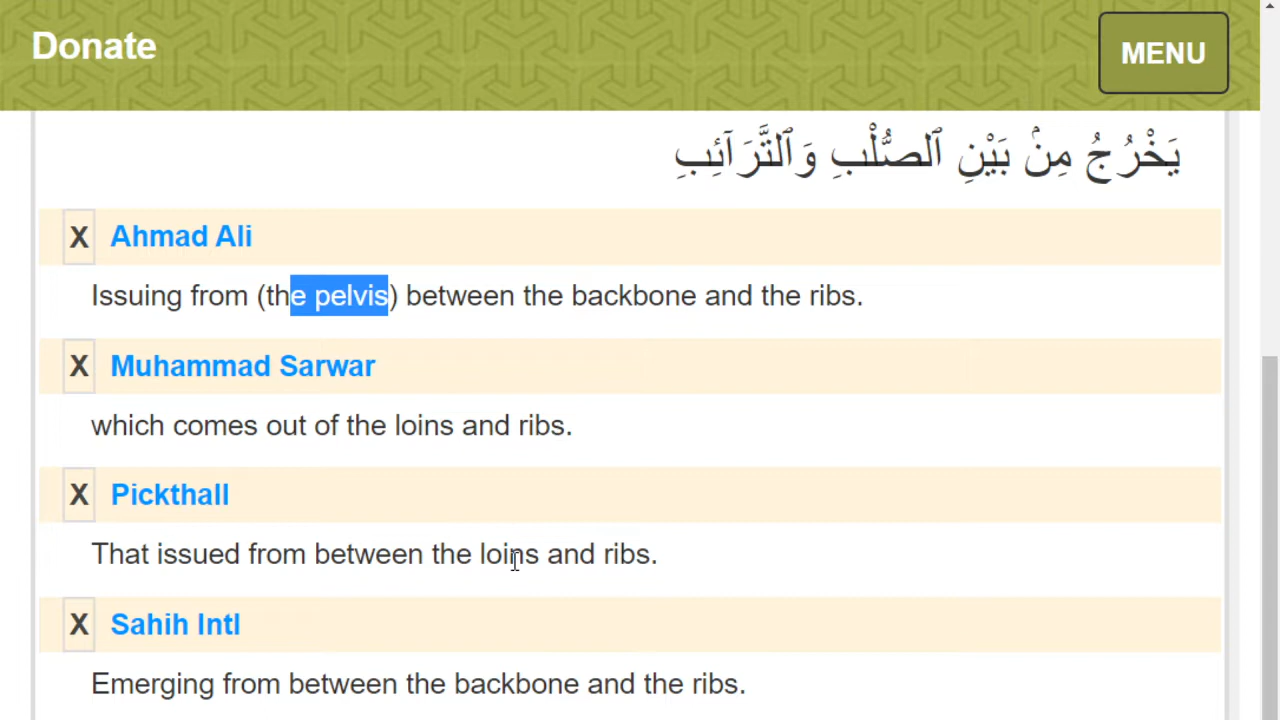 Donate
MENU
يَخْرُجُ مِنۢ بَيْنِ ٱلصُّلْبِ وَٱلتَّرَآئِبِ
X Ahmad Ali
Issuing from (the pelvis) between the backbone and the ribs.
X Muhammad Sarwar
which comes out of the loins and ribs.
X Pickthall
That issued from between the loins and ribs.
X Sahih Intl
Emerging from between the backbone and the ribs.